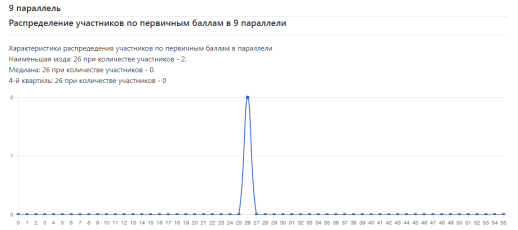 9 параллель
Распределение участников по первичным баллам в 9 параллели
Характеристики распределения участников по первичным баллам в параллели
Наименьшая мода: 26 при количестве участников - 2.
Медиана: 26 при количестве участников - 0.
4-й квартиль: 26 при количестве участников - 0
2
1
0
0 1 2 3 4 5 6 7 8 9 10 11 12 13 14 15 16 17 18 19 20 21 22 23 24 25 26 27 28 29 30 31 32 33 34 35 36 37 38 39 40 41 42 43 44 45 46 47 48 49 50 51 52 53 54 55